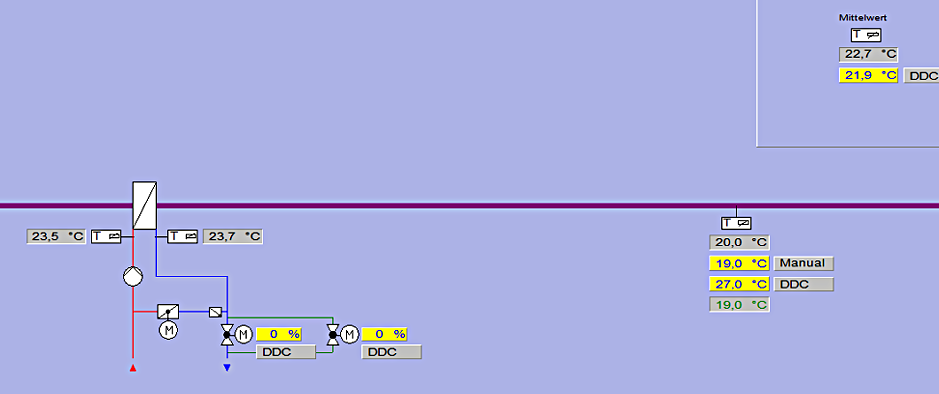 Mittelwert
T
22,7 °C
21,9 °C DDC
23,5 °C T T 23,7 °C
T
20,0 °C
19,0 °C Manual
27,0 °C DDC
19,0 °C
M
M 0 % M 0 %
DDC DDC